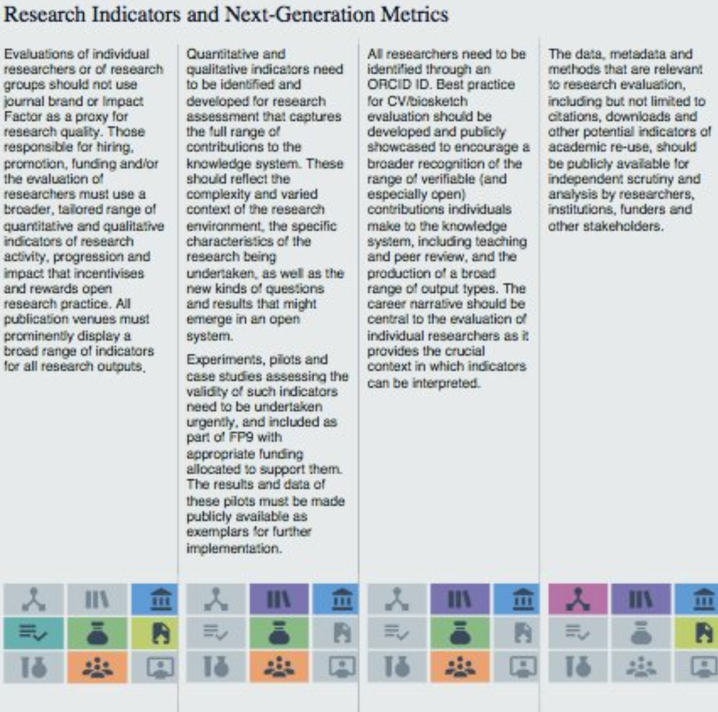 Research Indicators and Next-Generation Metrics
Evaluations of individual
researchers or of research
groups should not use
journal brand or Impact
Factor as a proxy for
research quality. Those
responsible for hiring,
promotion, funding and/or
the evaluation of
researchers must use a
broader, tailored range of
quantitative and qualitative
indicators of research
activity, progression and
impact that incentivises
and rewards open
research practice. All
publication venues must
prominently display a
broad range of indicators
for all research outputs.
Quantitative and
qualitative indicators need
to be identified and
developed for research
assessment that captures
the full range of
contributions to the
knowledge system. These
should reflect the
complexity and varied
context of the research
environment, the specific
characteristics of the
research being
undertaken, as well as the
new kinds of questions
and results that might
emerge in an open
system.
Experiments, pilots and
case studies assessing the
validity of such indicators
need to be undertaken
urgently, and included as
part of FP9 with
appropriate funding
allocated to support them.
The results and data of
these pilots must be made
publicly available as
exemplars for further
implementation.
All researchers need to be
identified through an
ORCID ID. Best practice
for CV/biosketch
evaluation should be
developed and publicly
showcased to encourage a
broader recognition of the
range of verifiable (and
especially open)
contributions individuals
make to the knowledge
system, including teaching
and peer review, and the
production of a broad
range of output types. The
career narrative should be
central to the evaluation of
individual researchers as it
provides the crucial
context in which indicators
can be interpreted.
The data, metadata and
methods that are relevant
to research evaluation,
including but not limited to
citations, downloads and
other potential indicators of
academic re-use, should
be publicly available for
independent scrutiny and
analysis by researchers,
institutions, funders and
other stakeholders.